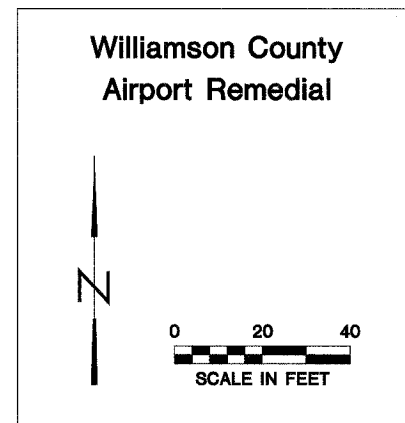 Williamson County
Airport Remedial
N
0 20 40
SCALE IN FEET